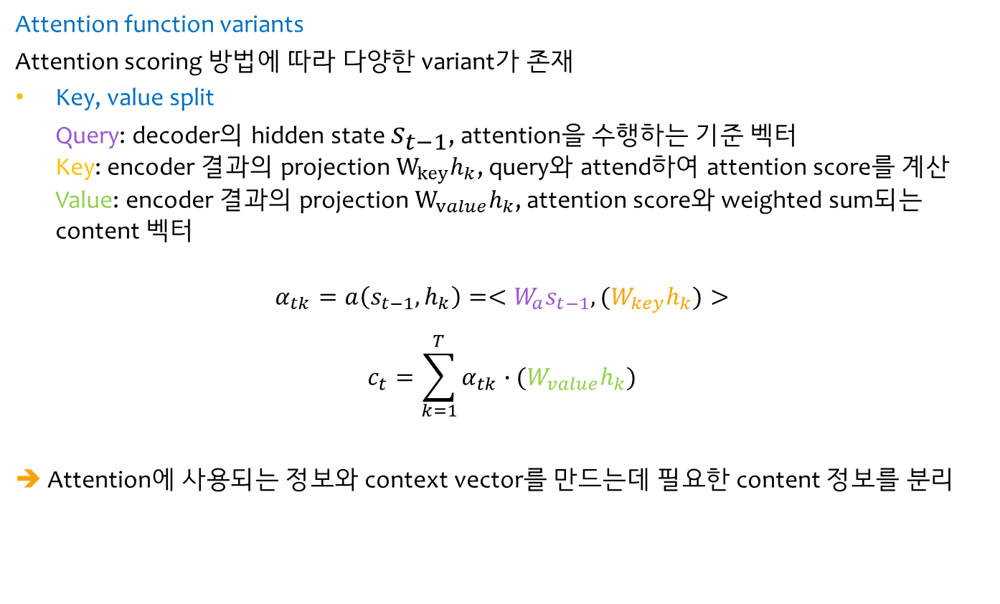 Attention function variants
Attention scoring 방법에 따라 다양한 variant가 존재
• Key, value split
Query: decoder의 hidden state $s_{t-1}$, attention을 수행하는 기준 벡터
Key: encoder 결과의 projection $\mathrm{W}_{\mathrm{key}}h_k$, query와 attend하여 attention score를 계산
Value: encoder 결과의 projection $\mathrm{W}_{\mathrm{v}alue}h_k$, attention score와 weighted sum되는
content 벡터
$\alpha_{tk} = a(s_{t-1}, h_k) = < W_a s_{t-1}, (W_{key} h_k) >$
$c_t = \sum_{k=1}^{T} \alpha_{tk} \cdot (W_{value} h_k)$
➔ Attention에 사용되는 정보와 context vector를 만드는데 필요한 content 정보를 분리